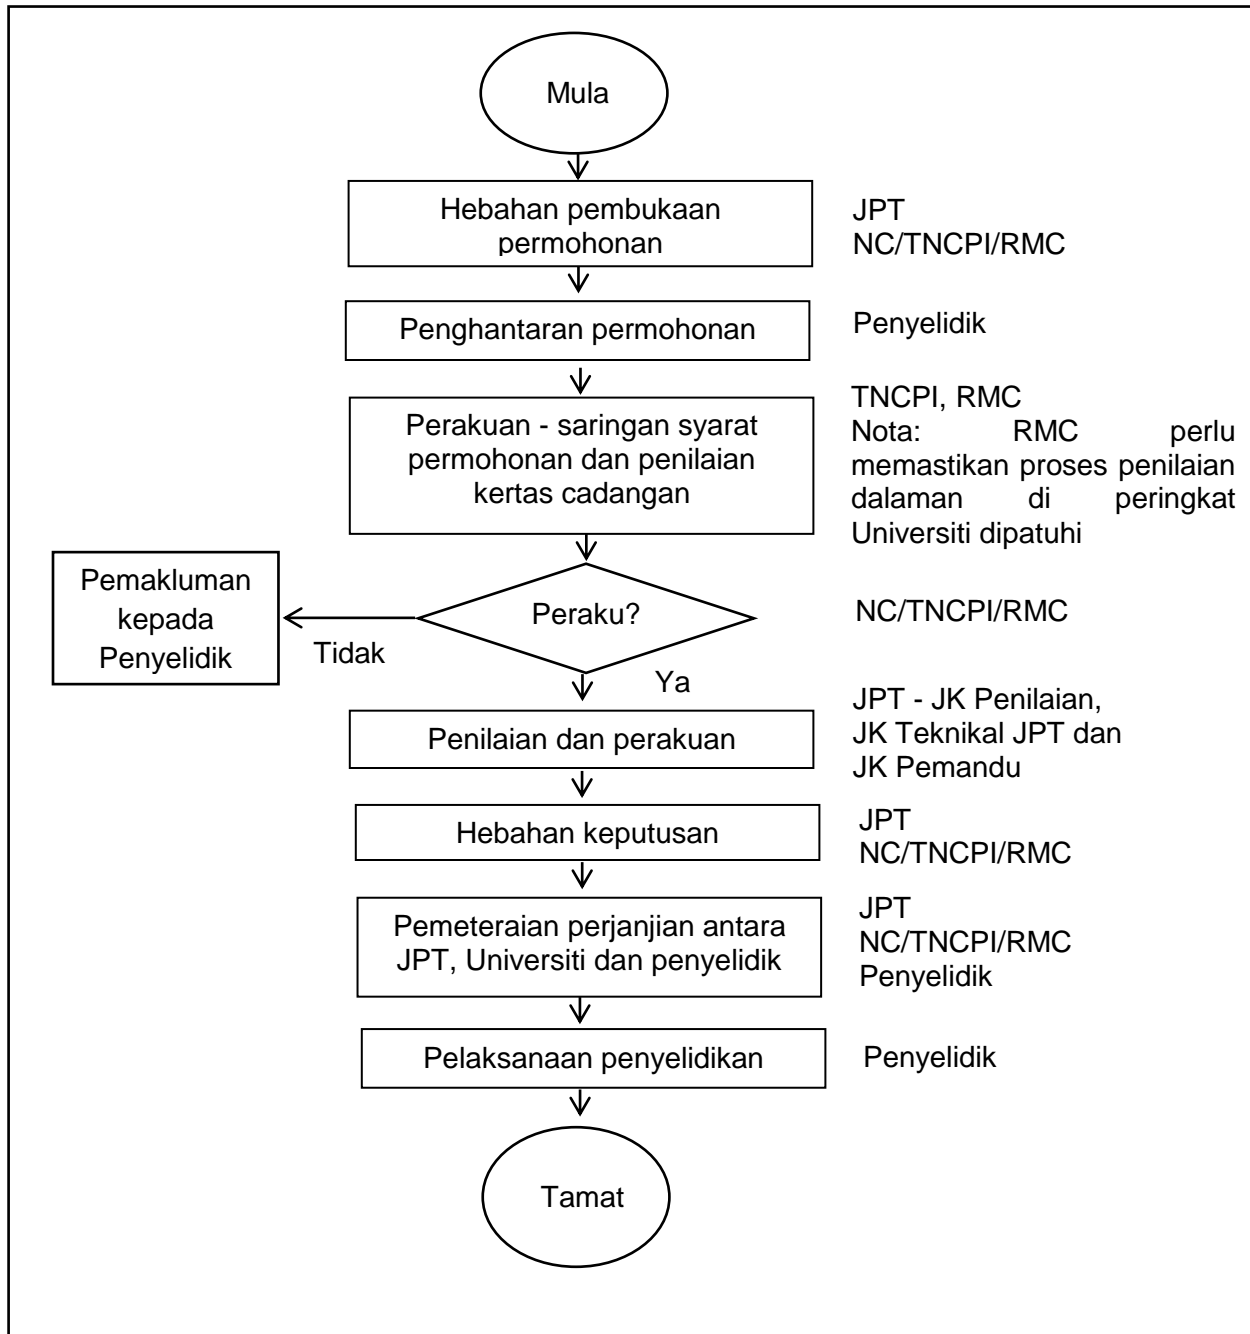 Mula
Hebahan pembukaan
permohonan
JPT
NC/TNCPI/RMC
Penghantaran permohonan
Penyelidik
Perakuan - saringan syarat
permohonan dan penilaian
kertas cadangan
TNCPI, RMC
Nota: RMC perlu
memastikan proses penilaian
dalaman di peringkat
Universiti dipatuhi
Peraku?
NC/TNCPI/RMC
Tidak
Pemakluman
kepada
Penyelidik
Ya
Penilaian dan perakuan
JPT - JK Penilaian,
JK Teknikal JPT dan
JK Pemandu
Hebahan keputusan
JPT
NC/TNCPI/RMC
Pemeteraian perjanjian antara
JPT, Universiti dan penyelidik
JPT
NC/TNCPI/RMC
Penyelidik
Pelaksanaan penyelidikan
Penyelidik
Tamat